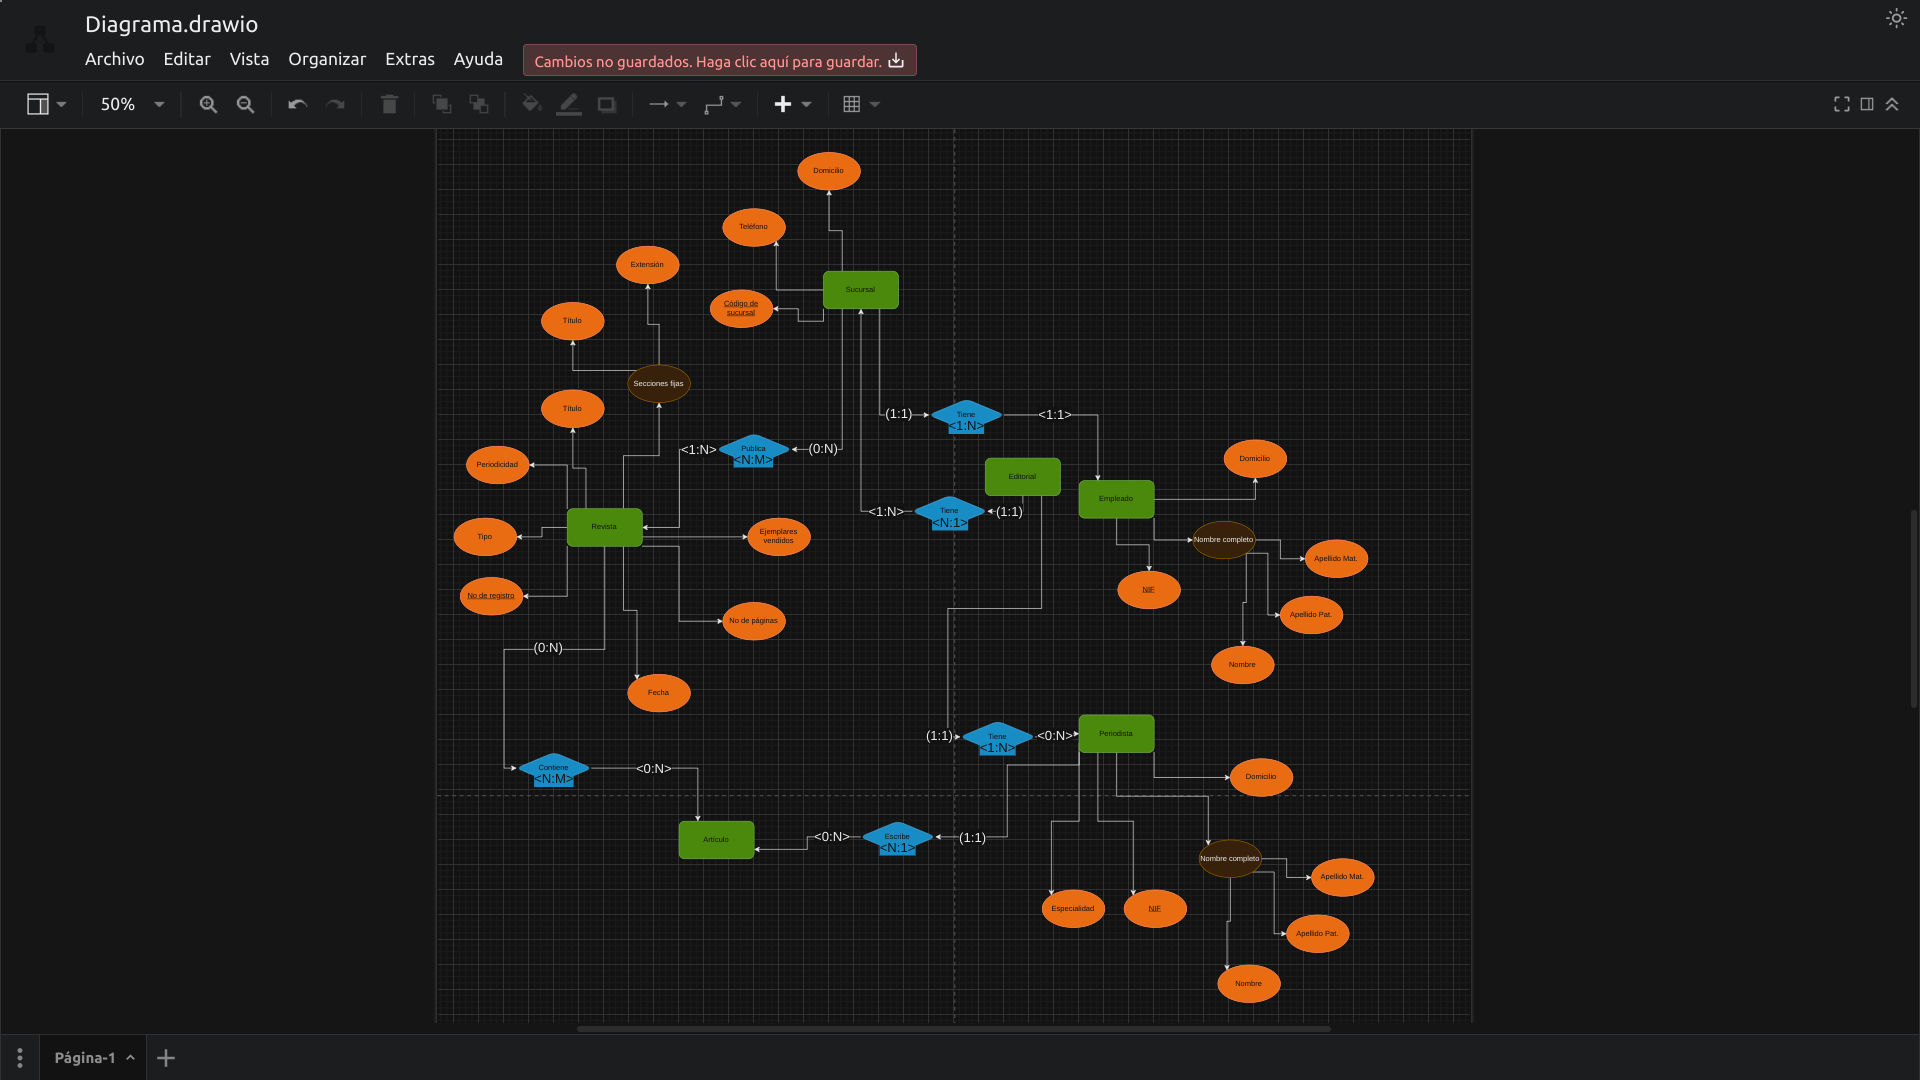 Diagrama.drawio
Archivo Editar Vista Organizar Extras Ayuda Cambios no guardados. Haga clic aquí para guardar.
50%
Domicilio
Teléfono
Extensión
Sucursal
Código de
sucursal
Título
Secciones fijas
Título
(1:1) Tiene <1:1>
<1:N>
<1:N> Publica (0:N)
<N:M>
Periodicidad
Domicilio
Editorial
Empleado
<1:N> Tiene (1:1)
<N:1>
Revista
Tipo
Ejemplares
vendidos
Nombre completo
Apellido Mat.
NIF
No de registro
Apellido Pat.
No de páginas
(0:N)
Nombre
Fecha
(1:1) Tiene <0:N> Periodista
<1:N>
Contiene <0:N>
<N:M>
Domicilio
Artículo
<0:N> Escribe (1:1)
<N:1>
Nombre completo
Apellido Mat.
Especialidad
NIF
Apellido Pat.
Nombre
Página-1